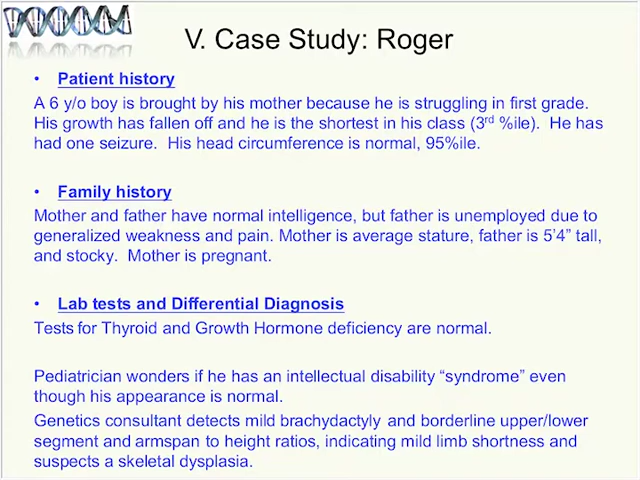 V. Case Study: Roger
• Patient history
A 6 y/o boy is brought by his mother because he is struggling in first grade.
His growth has fallen off and he is the shortest in his class (3rd %ile). He has
had one seizure. His head circumference is normal, 95%ile.
• Family history
Mother and father have normal intelligence, but father is unemployed due to
generalized weakness and pain. Mother is average stature, father is 5'4” tall,
and stocky. Mother is pregnant.
• Lab tests and Differential Diagnosis
Tests for Thyroid and Growth Hormone deficiency are normal.
Pediatrician wonders if he has an intellectual disability “syndrome” even
though his appearance is normal.
Genetics consultant detects mild brachydactyly and borderline upper/lower
segment and armspan to height ratios, indicating mild limb shortness and
suspects a skeletal dysplasia.